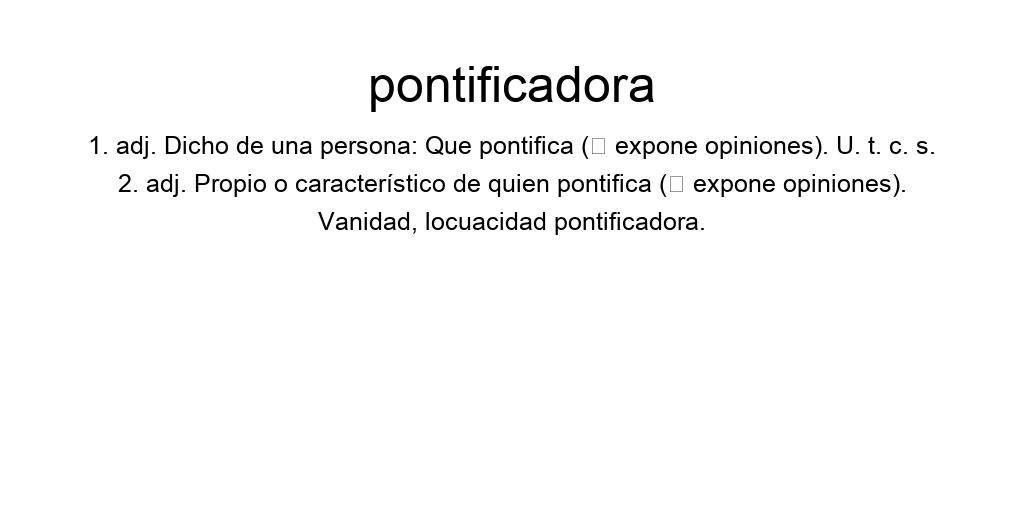 pontificadora
1. adj. Dicho de una persona: Que pontifica (▯ expone opiniones). U. t. c. s.
2. adj. Propio o característico de quien pontifica (▯ expone opiniones).
Vanidad, locuacidad pontificadora.